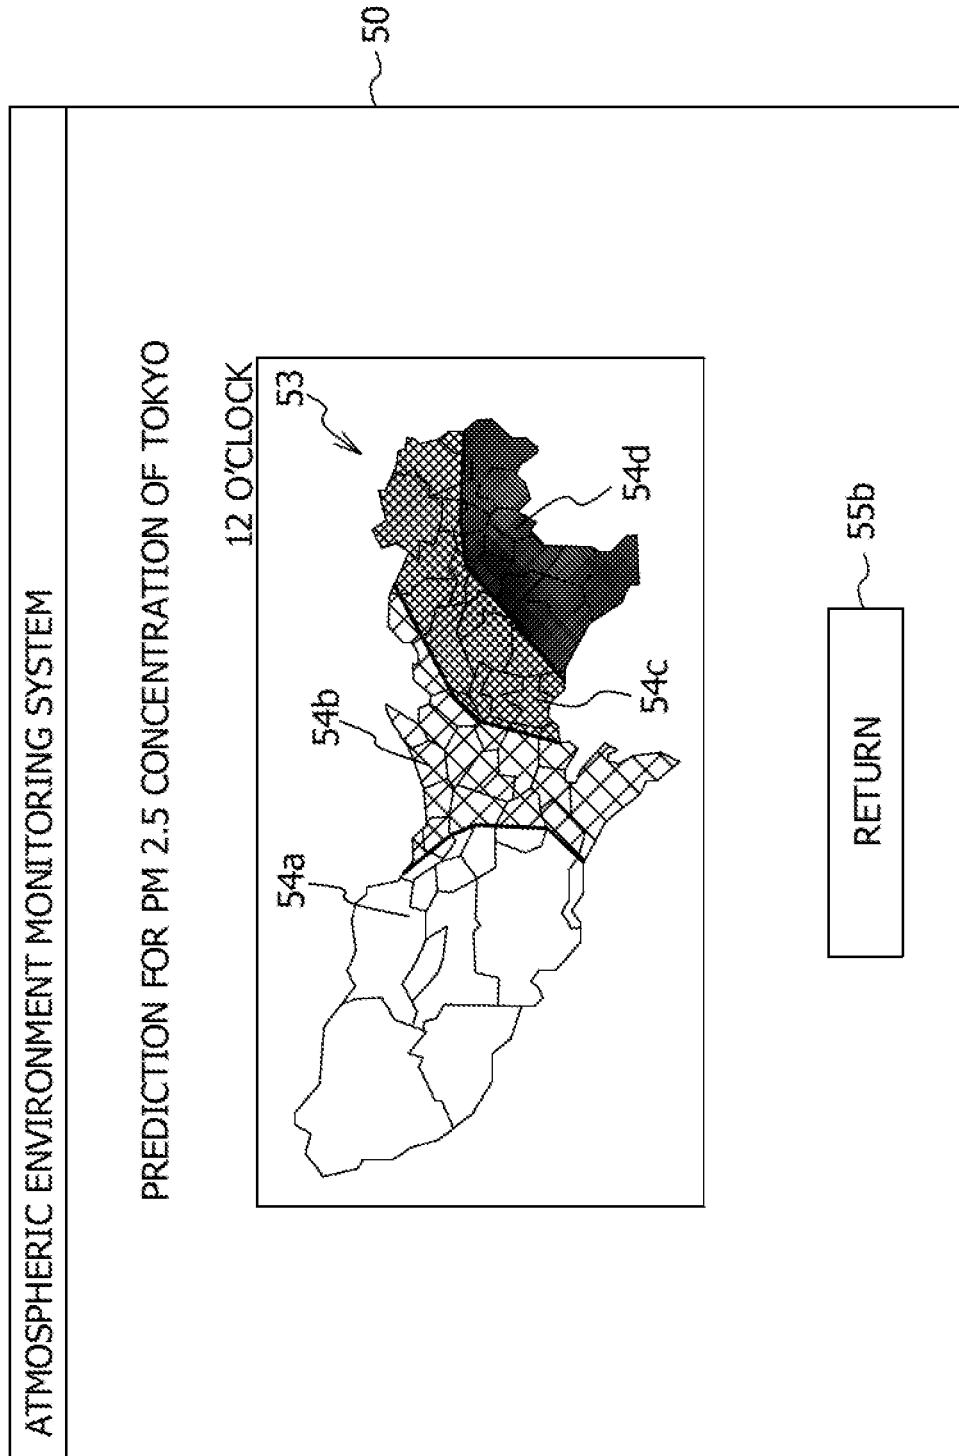 ATMOSPHERIC ENVIRONMENT MONITORING SYSTEM
50
PREDICTION FOR PM 2.5 CONCENTRATION OF TOKYO
12 O'CLOCK
53
54a
54b
54c
54d
RETURN
55b